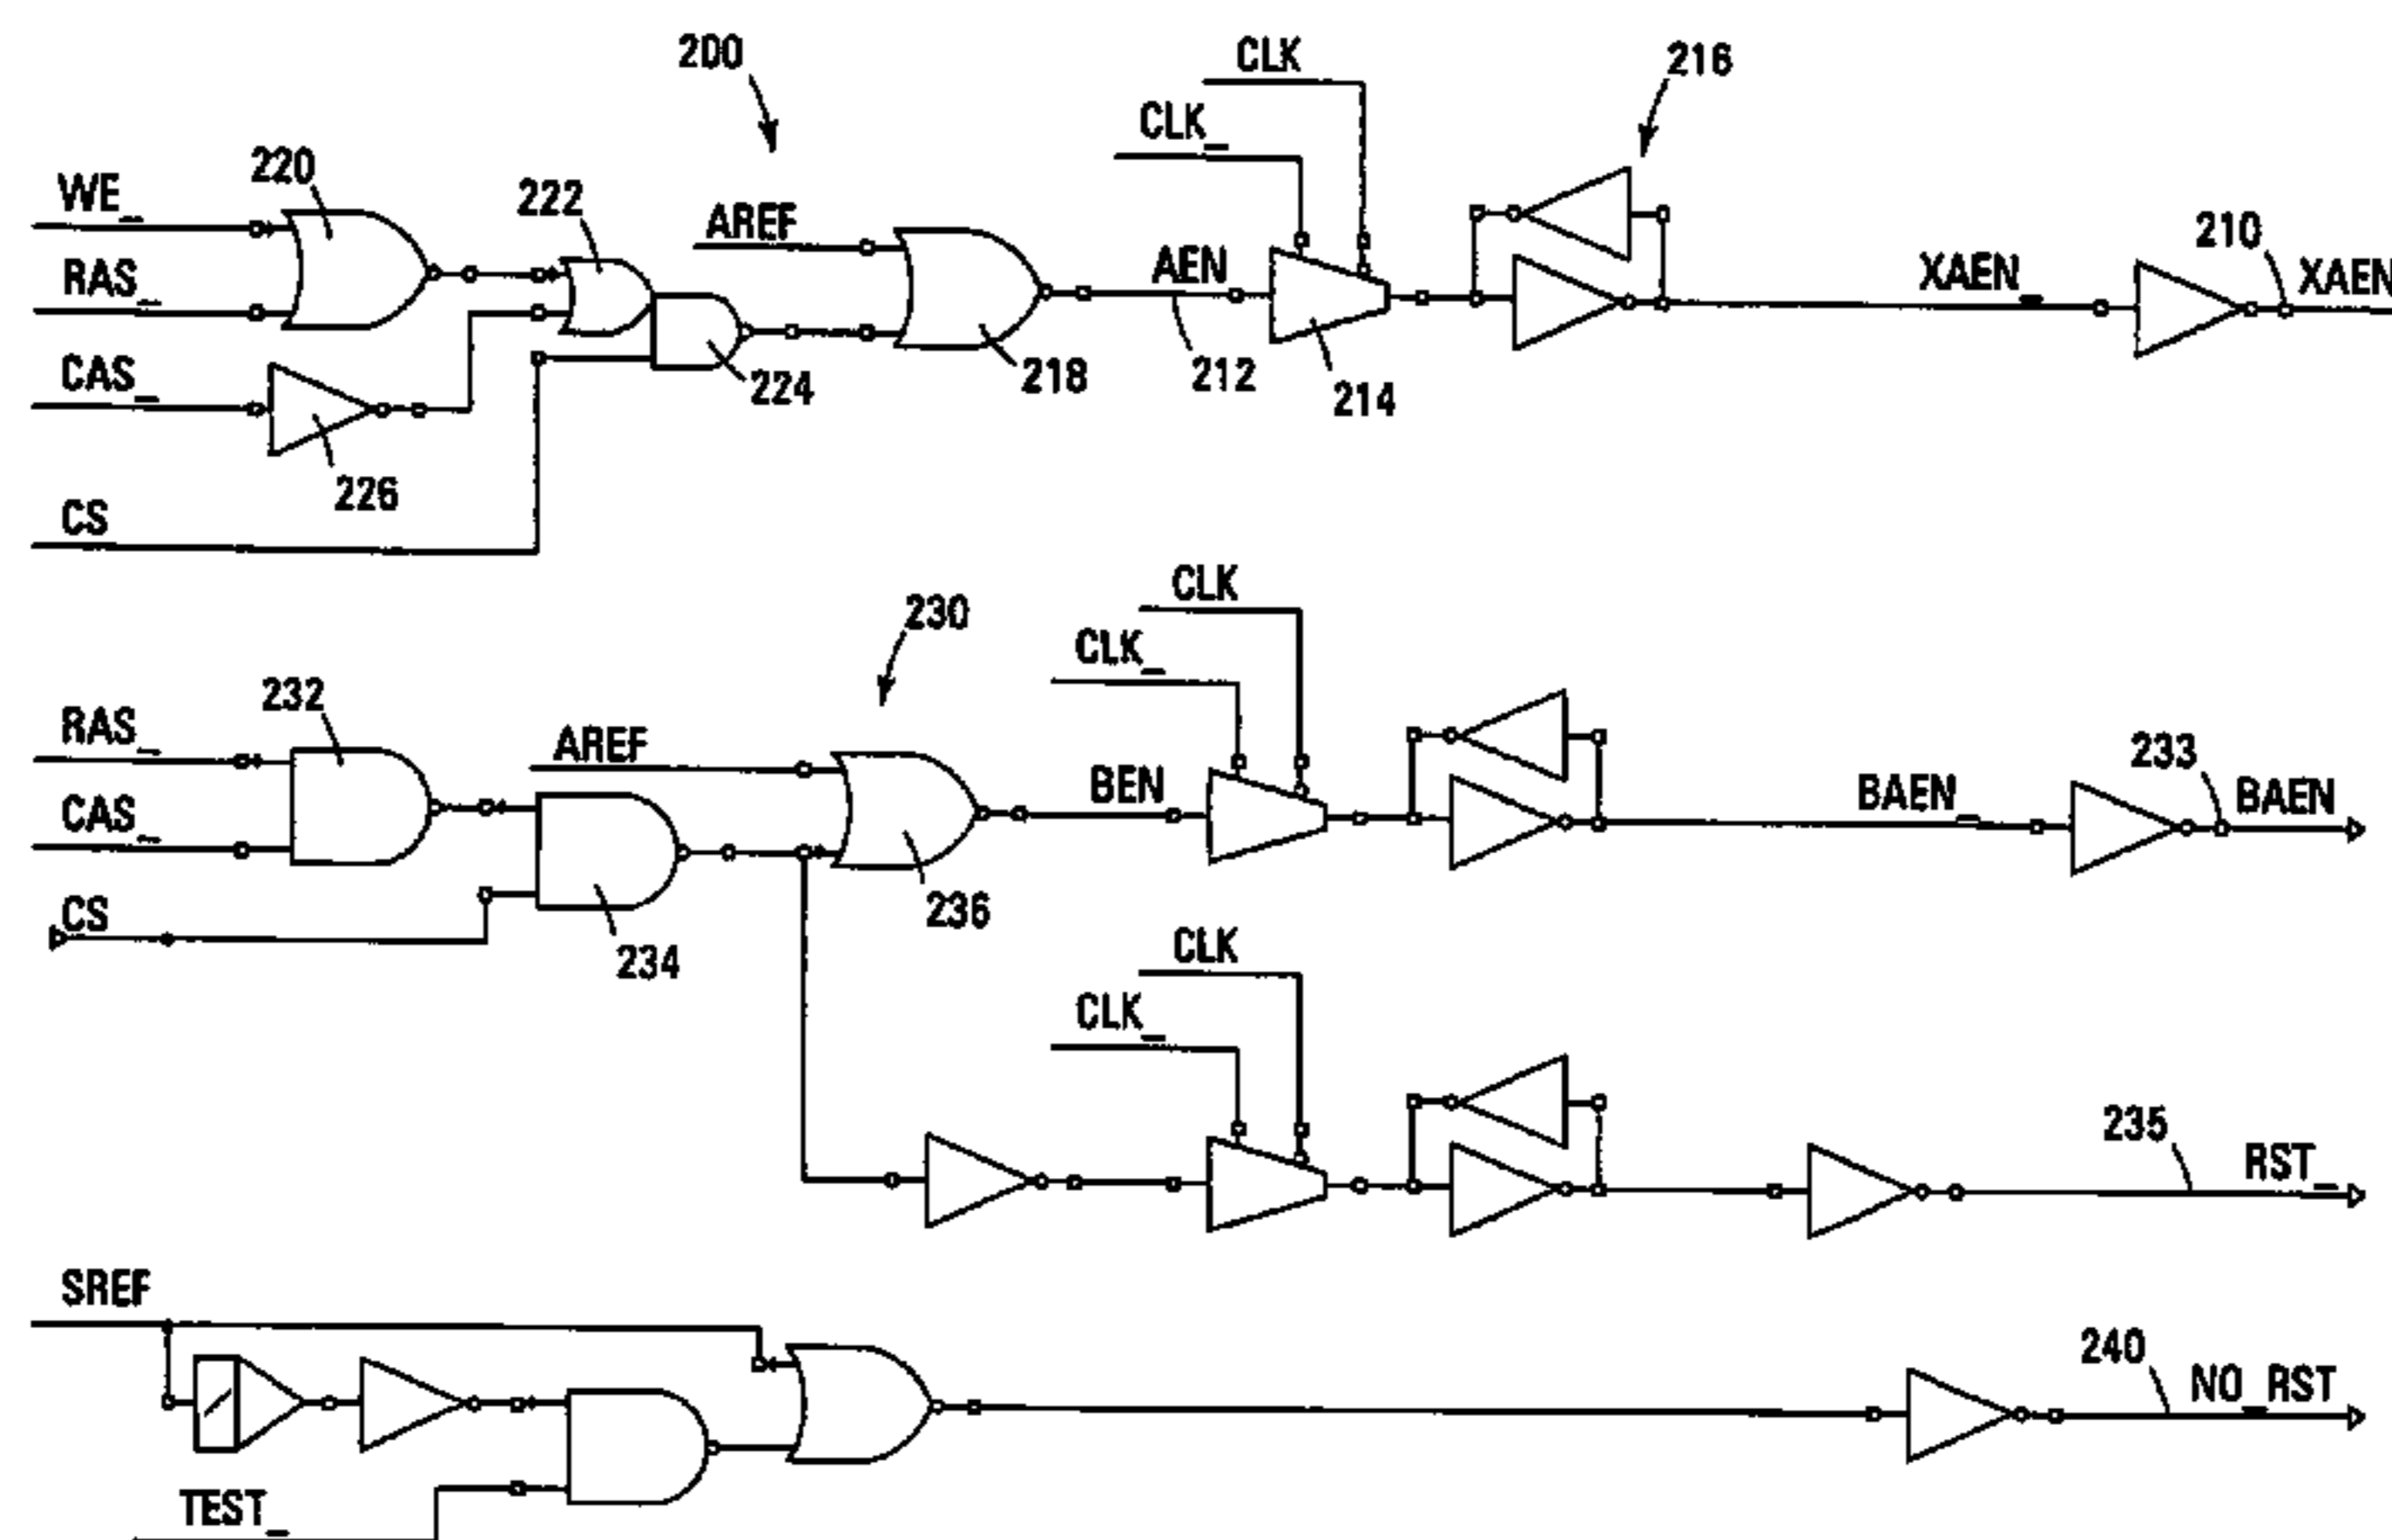 200
CLK
216
CLK_
WE_
220
222
AREF
210
RAS_
AEN
XAEN_
XAEN
CAS_
224
218
212
214
226
CS
CLK
230
CLK_
232
RAS_
AREF
233
BEN
BAEN_
BAEN
CAS_
CS
236
234
CLK
CLK_
235
RST_
SREF
240
NO_RST
TEST_